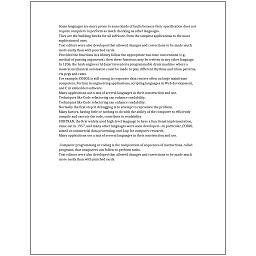 Some languages are more prone to some kinds of faults because their specification does not
require compilers to perform as much checking as other languages.
They are the building blocks for all software, from the simplest applications to the most
sophisticated ones.
Text editors were also developed that allowed changes and corrections to be made much
more easily than with punched cards.
Provided the functions in a library follow the appropriate run-time conventions (e.g.,
method of passing arguments), then these functions may be written in any other language.
In 1206, the Arab engineer Al-Jazari invented a programmable drum machine where a
musical mechanical automaton could be made to play different rhythms and drum patterns,
via pegs and cams.
For example, COBOL is still strong in corporate data centers often on large mainframe
computers, Fortran in engineering applications, scripting languages in Web development,
and C in embedded software.
Many applications use a mix of several languages in their construction and use.
Techniques like Code refactoring can enhance readability.
Techniques like Code refactoring can enhance readability.
Normally the first step in debugging is to attempt to reproduce the problem.
Many factors, having little or nothing to do with the ability of the computer to efficiently
compile and execute the code, contribute to readability.
FORTRAN, the first widely used high-level language to have a functional implementation,
came out in 1957, and many other languages were soon developed—in particular, COBOL
aimed at commercial data processing, and Lisp for computer research.
Many applications use a mix of several languages in their construction and use.
Computer programming or coding is the composition of sequences of instructions, called
programs, that computers can follow to perform tasks.
Text editors were also developed that allowed changes and corrections to be made much
more easily than with punched cards.